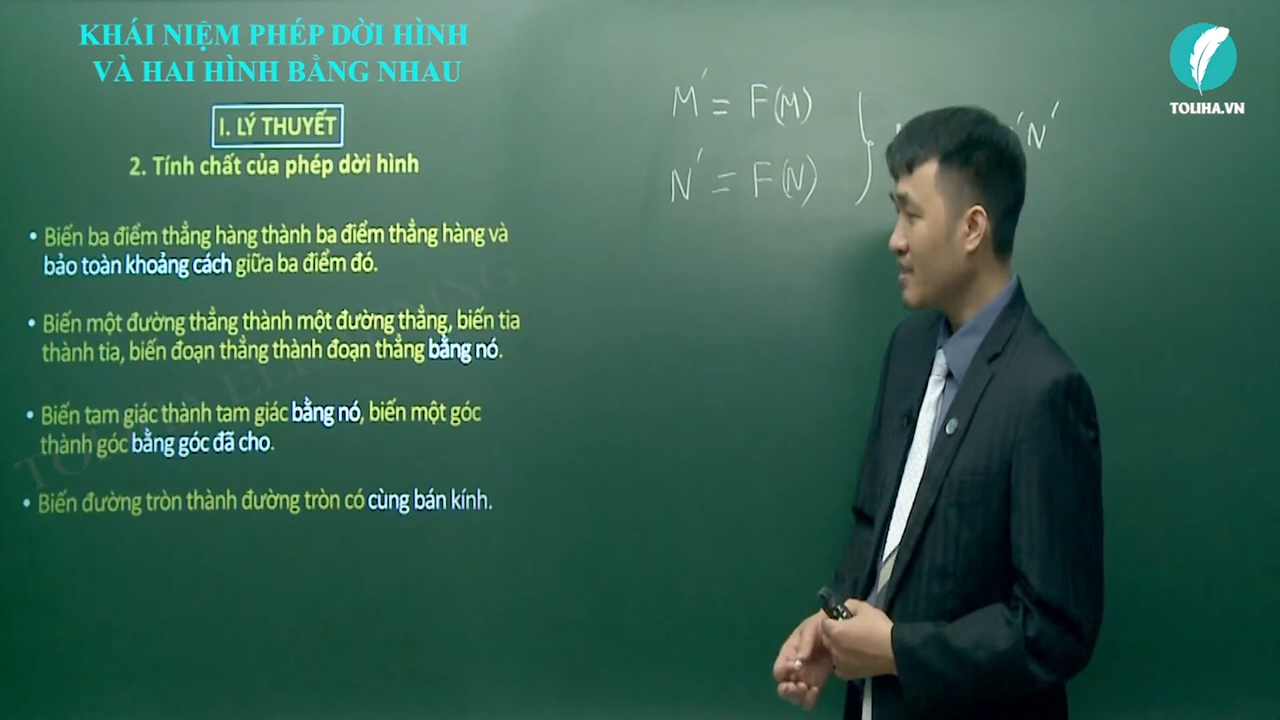 KHÁI NIỆM PHÉP DỜI HÌNH
VÀ HAI HÌNH BẰNG NHAU
I. LÝ THUYẾT
2. Tính chất của phép dời hình
• Biến ba điểm thẳng hàng thành ba điểm thẳng hàng và
bảo toàn khoảng cách giữa ba điểm đó.
• Biến một đường thẳng thành một đường thẳng, biến tia
thành tia, biến đoạn thẳng thành đoạn thẳng bằng nó.
• Biến tam giác thành tam giác bằng nó, biến một góc
thành góc bằng góc đã cho.
• Biến đường tròn thành đường tròn có cùng bán kính.
M' = F(M)
N' = F(N)
'N'
TOLIHA.VN